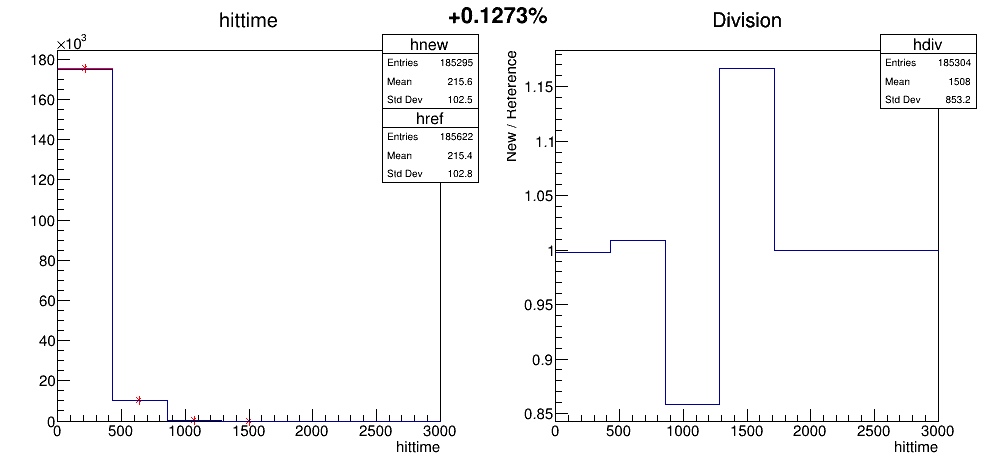 +0.1273%
hittime
×10³
180
160
140
120
100
80
60
40
20
0
0 500 1000 1500 2000 2500 3000
hittime
hnew
Entries 185295
Mean 215.6
Std Dev 102.5
href
Entries 185622
Mean 215.4
Std Dev 102.8
Division
New / Reference
1.15
1.1
1.05
1
0.95
0.9
0.85
0 500 1000 1500 2000 2500 3000
hittime
hdiv
Entries 185304
Mean 1508
Std Dev 853.2